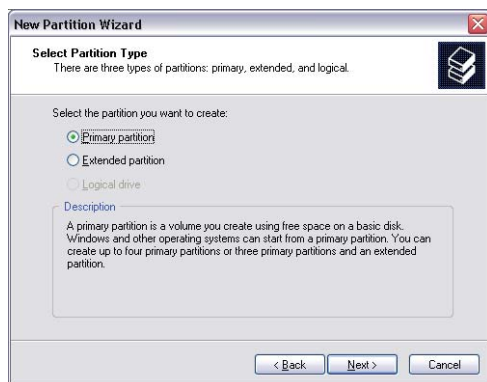 New Partition Wizard
Select Partition Type
There are three types of partitions: primary, extended, and logical.
Select the partition you want to create:
Primary partition
Extended partition
Logical drive
Description
A primary partition is a volume you create using free space on a basic disk.
Windows and other operating systems can start from a primary partition. You can
create up to four primary partitions or three primary partitions and an extended
partition.
< Back
Next >
Cancel